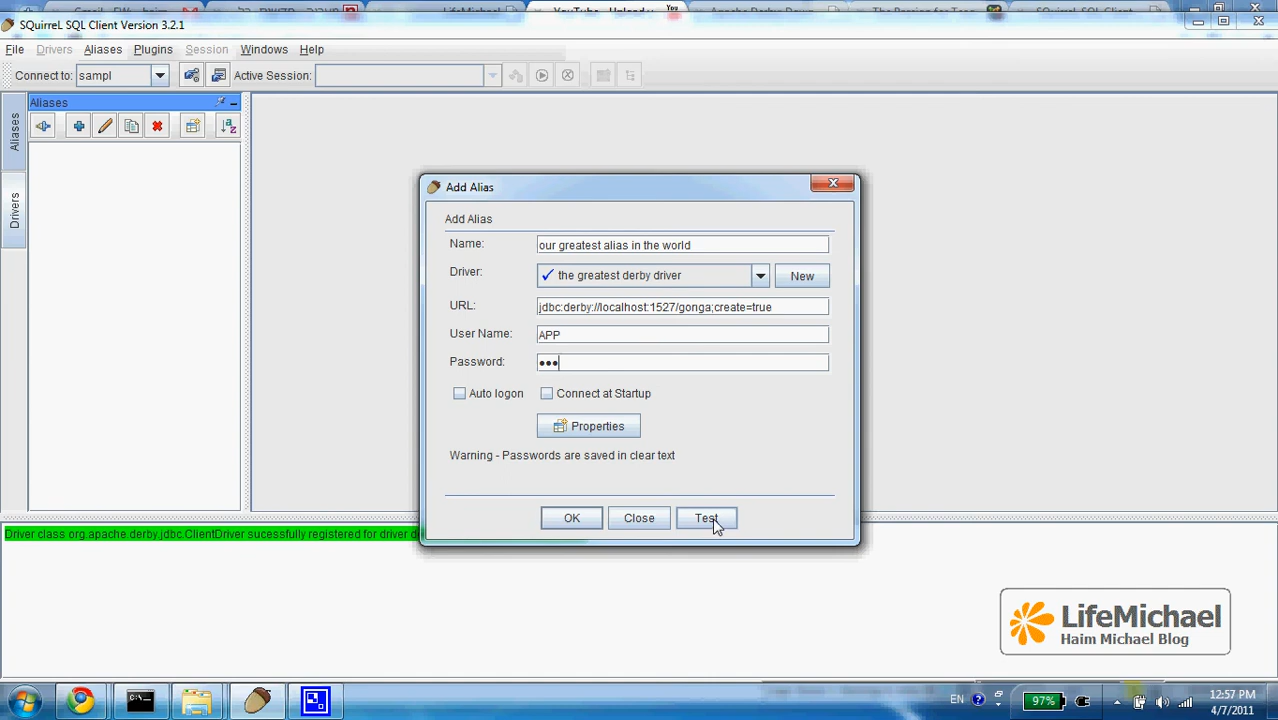 SQuirreL SQL Client Version 3.2.1
File Drivers Aliases Plugins Session Windows Help
Connect to: sampl Active Session:
Aliases
Aliases
Drivers
Add Alias
Add Alias
Name: our greatest alias in the world
Driver: the greatest derby driver New
URL: jdbc:derby://localhost:1527/gonga;create=true
User Name: APP
Password: •••
Auto logon Connect at Startup
Properties
Warning - Passwords are saved in clear text
OK Close Test
Driver class org.apache.derby.jdbc.ClientDriver sucessfully registered for driver d
LifeMichael
Haim Michael Blog
EN 97% 12:57 PM
4/7/2011